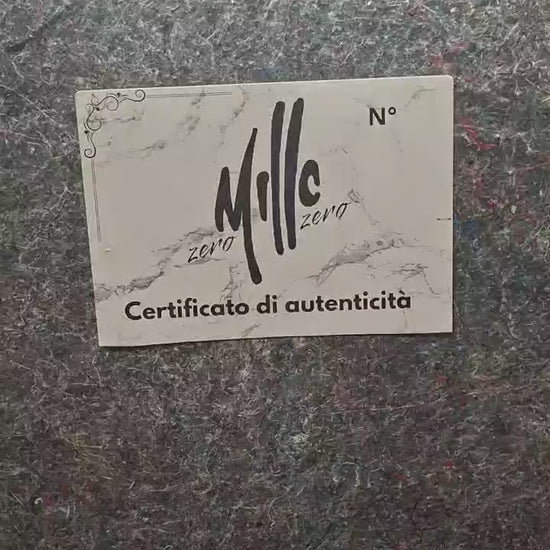 N°
Mille
zero zero
Certificato di autenticità